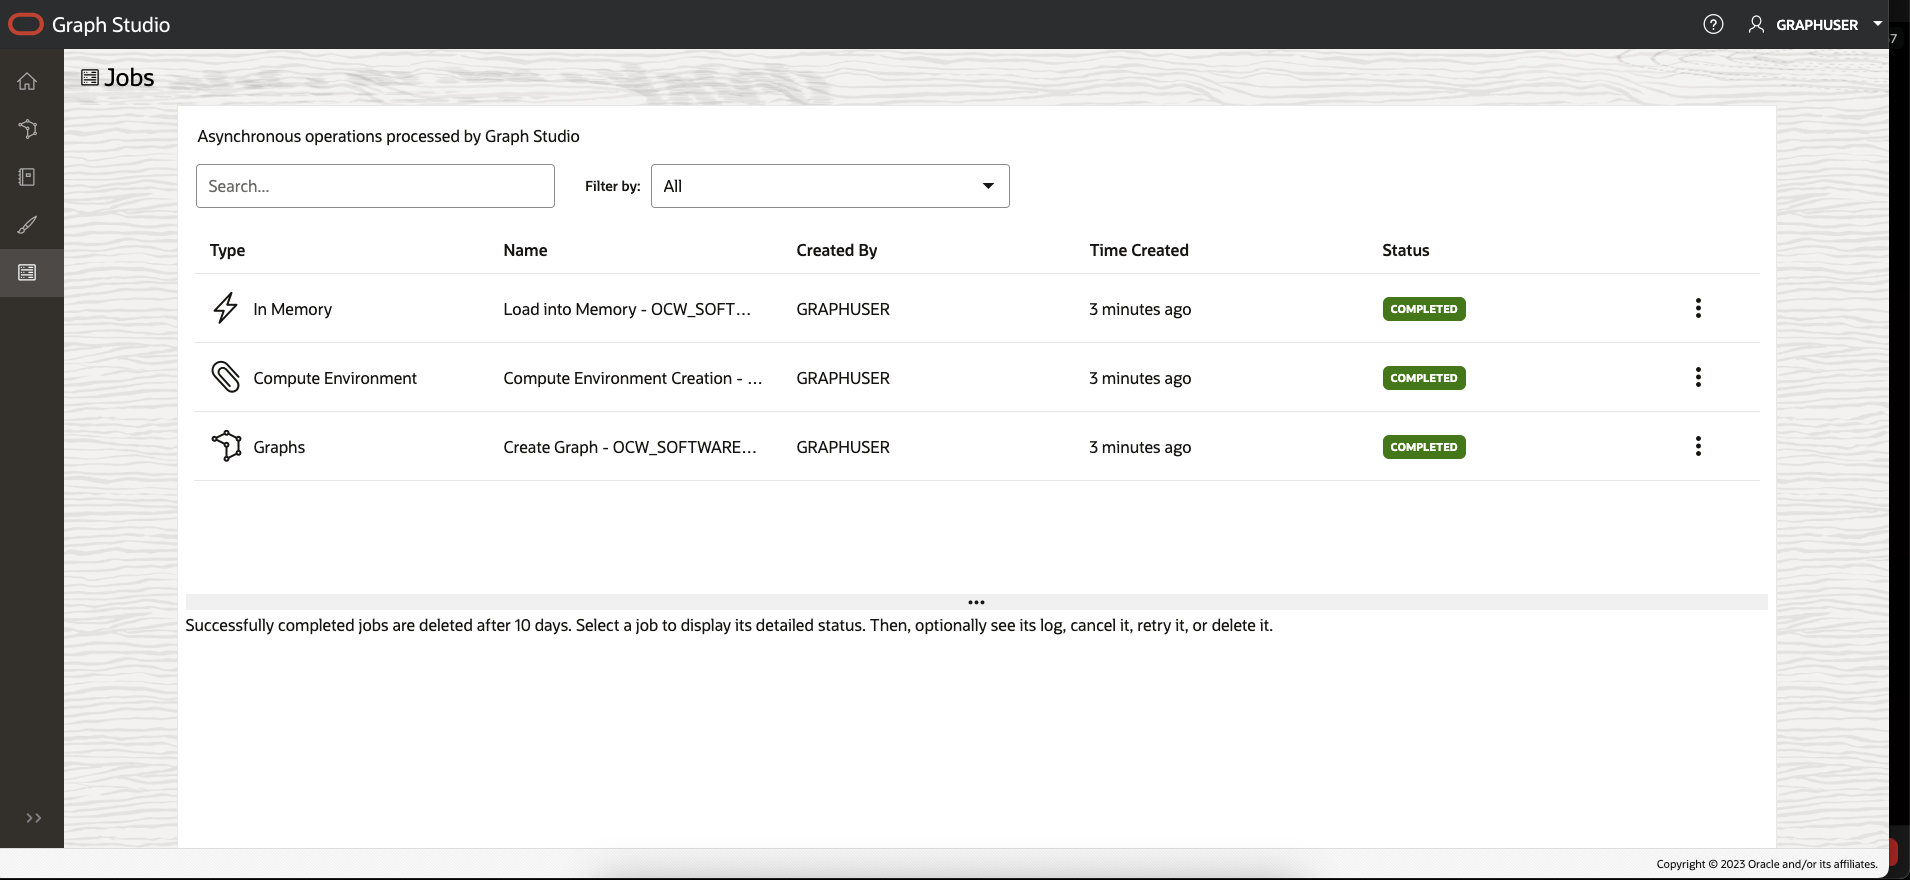 Graph Studio
GRAPHUSER
7
Jobs
Asynchronous operations processed by Graph Studio
Search...
Filter by:
All
Type Name Created By Time Created Status
In Memory Load into Memory - OCW_SOFT... GRAPHUSER 3 minutes ago COMPLETED
Compute Environment Compute Environment Creation - ... GRAPHUSER 3 minutes ago COMPLETED
Graphs Create Graph - OCW_SOFTWARE... GRAPHUSER 3 minutes ago COMPLETED
Successfully completed jobs are deleted after 10 days. Select a job to display its detailed status. Then, optionally see its log, cancel it, retry it, or delete it.
Copyright © 2023 Oracle and/or its affiliates.